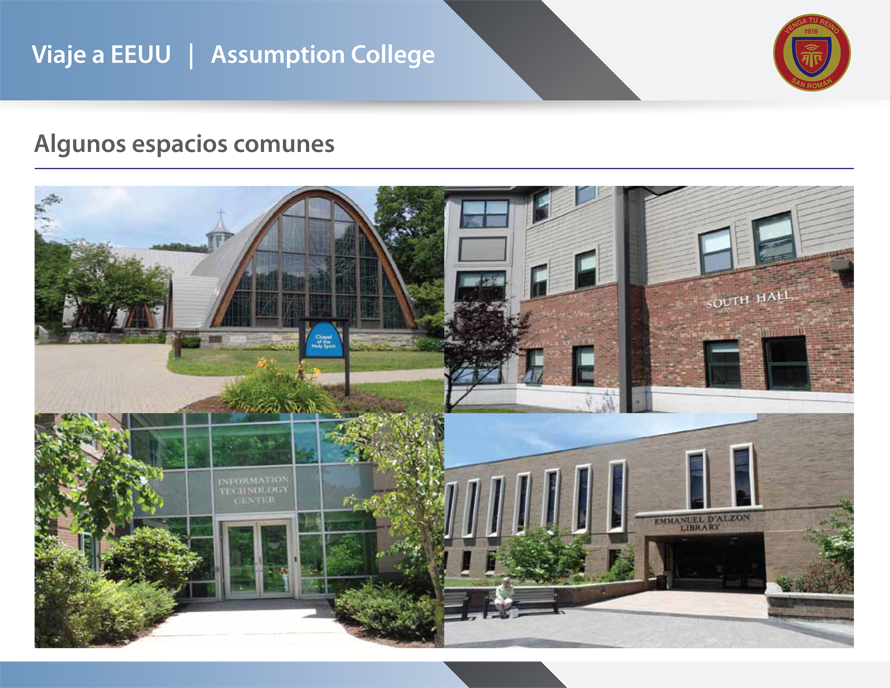 Viaje a EEUU | Assumption College
VENGA TU REINO
1916
SAN ROMÁN
Algunos espacios comunes
Chapel
of the
Holy Spirit
SOUTH HALL
INFORMATION
TECHNOLOGY
CENTER
EMMANUEL D'ALZON
LIBRARY